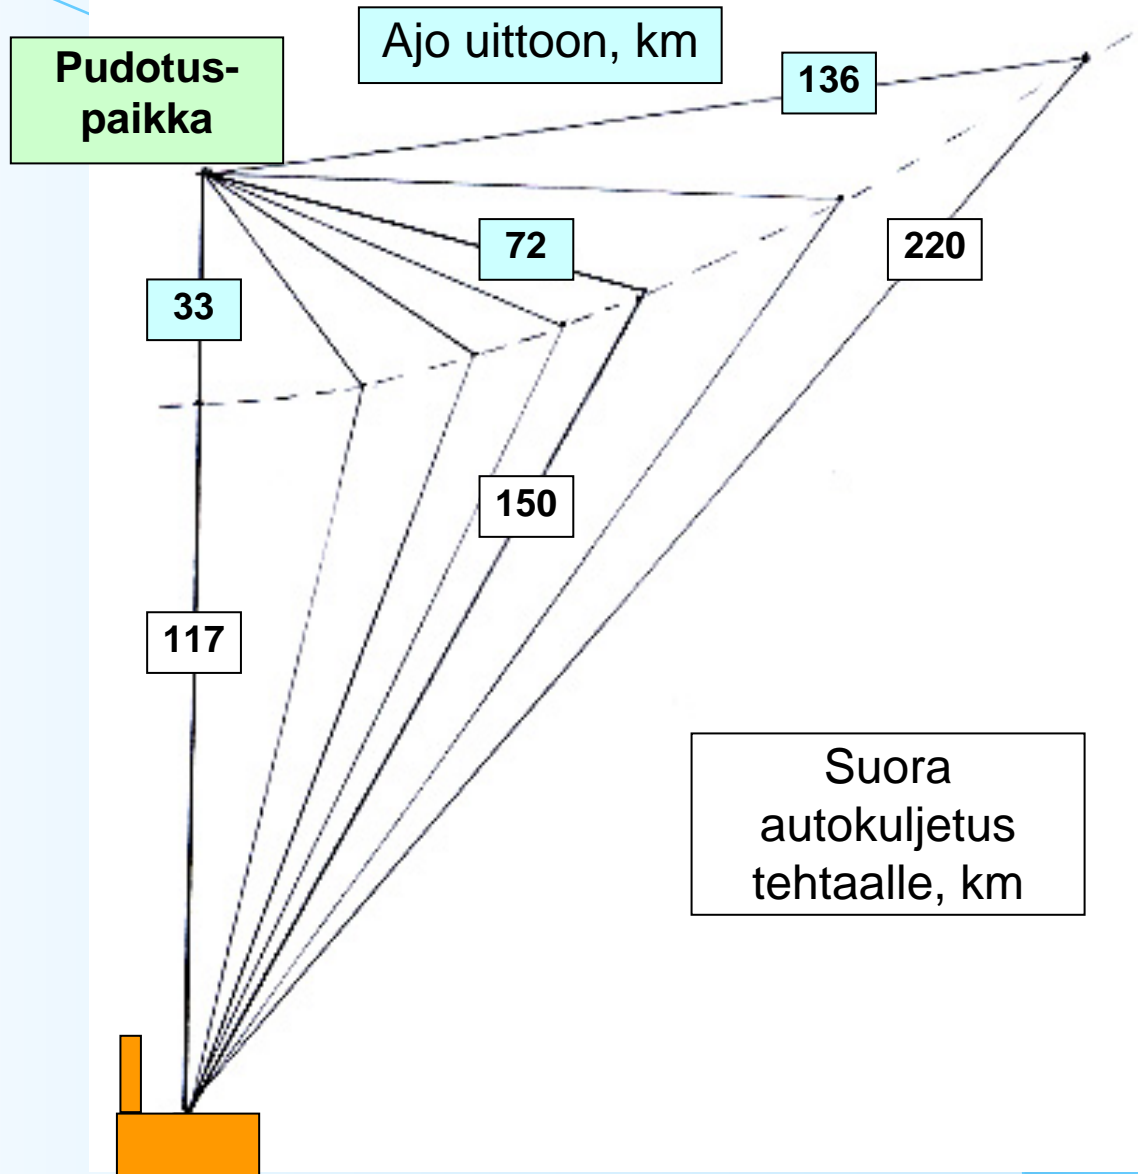 Ajo uittoon, km
Pudotus-
paikka
136
72
220
33
150
117
Suora
autokuljetus
tehtaalle, km